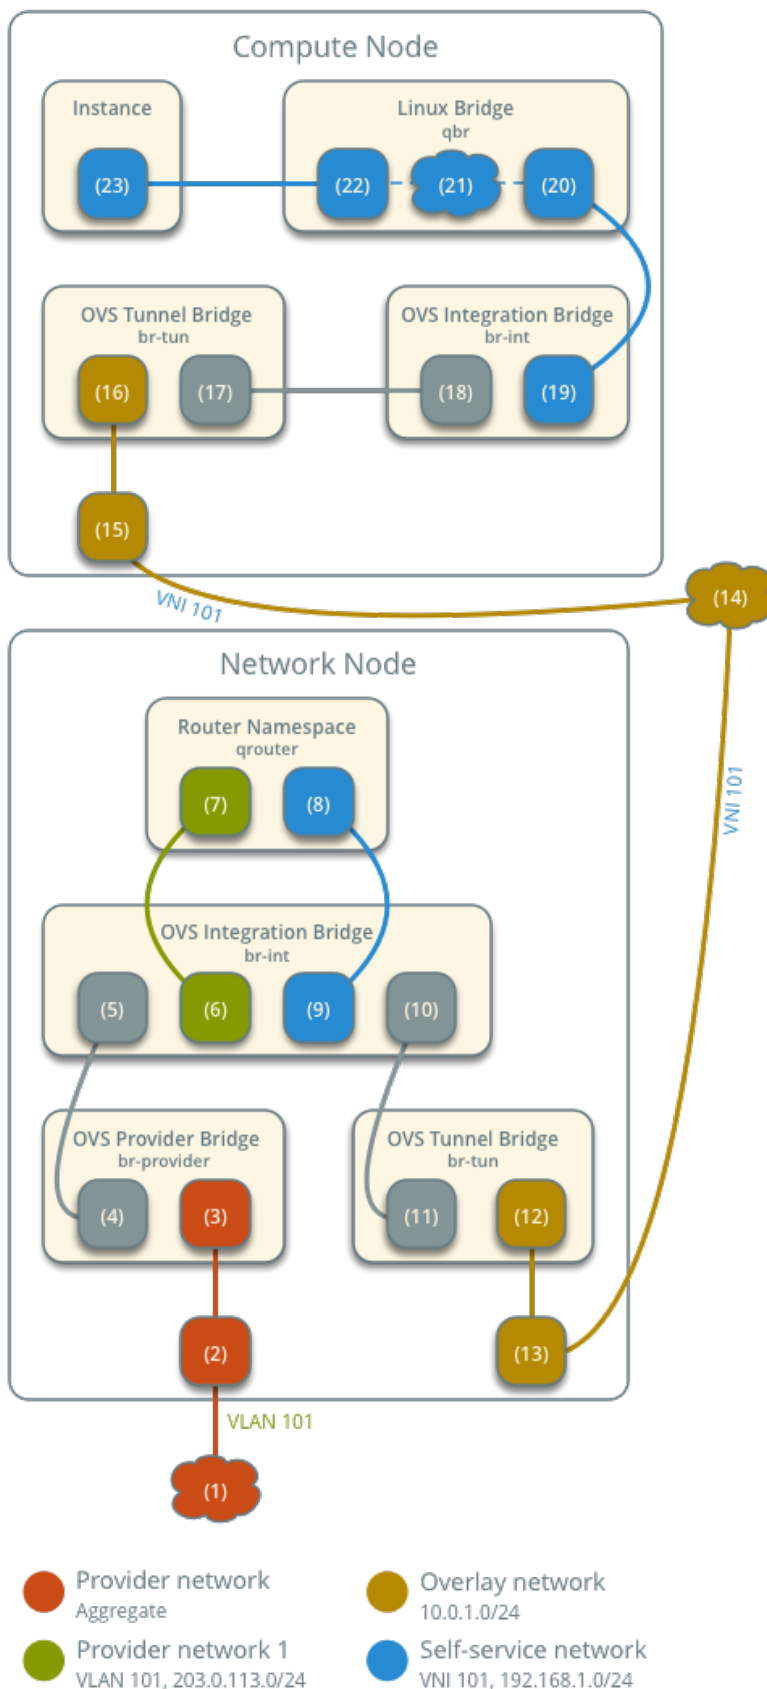 Compute Node
Instance
Linux Bridge
qbr
(23)
(22)
(21)
(20)
OVS Tunnel Bridge
br-tun
OVS Integration Bridge
br-int
(16)
(17)
(18)
(19)
(15)
VNI 101
(14)
Network Node
Router Namespace
qrouter
(7)
(8)
VNI 101
OVS Integration Bridge
br-int
(5)
(6)
(9)
(10)
OVS Provider Bridge
br-provider
OVS Tunnel Bridge
br-tun
(4)
(3)
(11)
(12)
(2)
(13)
VLAN 101
(1)
Provider network
Aggregate
Overlay network
10.0.1.0/24
Provider network 1
VLAN 101, 203.0.113.0/24
Self-service network
VNI 101, 192.168.1.0/24